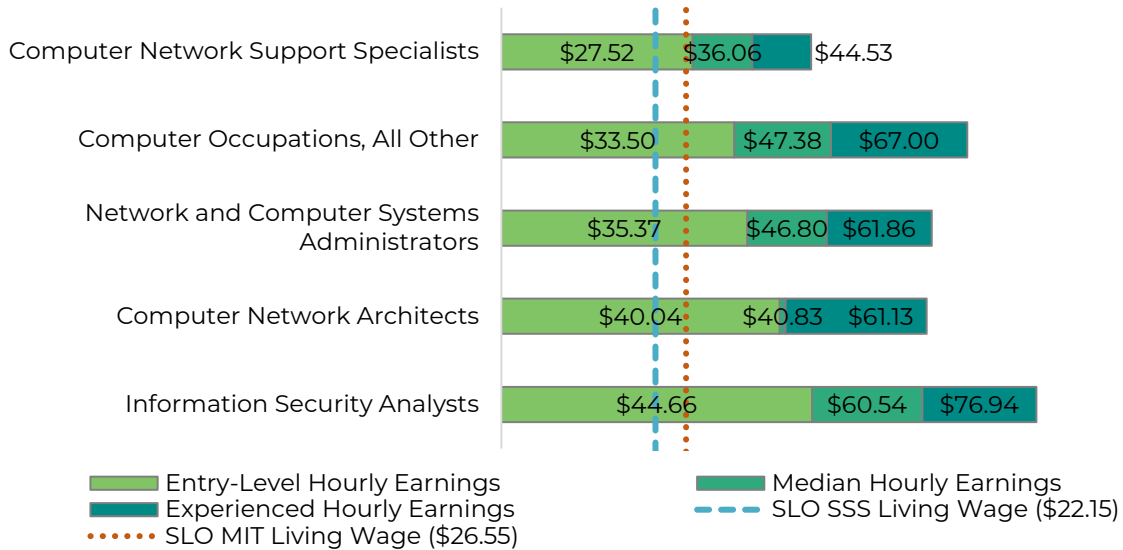 Computer Network Support Specialists $27.52 $36.06 $44.53
Computer Occupations, All Other $33.50 $47.38 $67.00
Network and Computer Systems
Administrators $35.37 $46.80 $61.86
Computer Network Architects $40.04 $40.83 $61.13
Information Security Analysts $44.66 $60.54 $76.94
Entry-Level Hourly Earnings Median Hourly Earnings
Experienced Hourly Earnings SLO SSS Living Wage ($22.15)
SLO MIT Living Wage ($26.55)